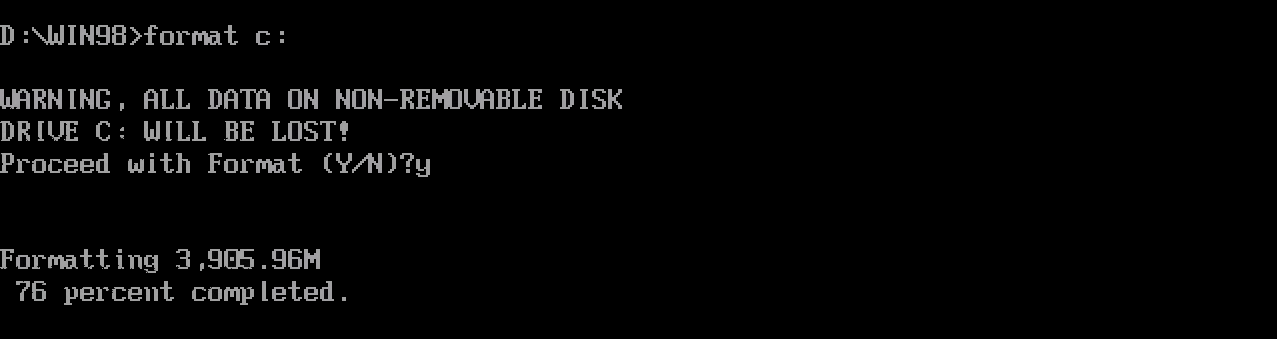 D:\WIN98>format c:
WARNING, ALL DATA ON NON-REMOVABLE DISK
DRIVE C: WILL BE LOST!
Proceed with Format (Y/N)?y
Formatting 3,905.96M
76 percent completed.